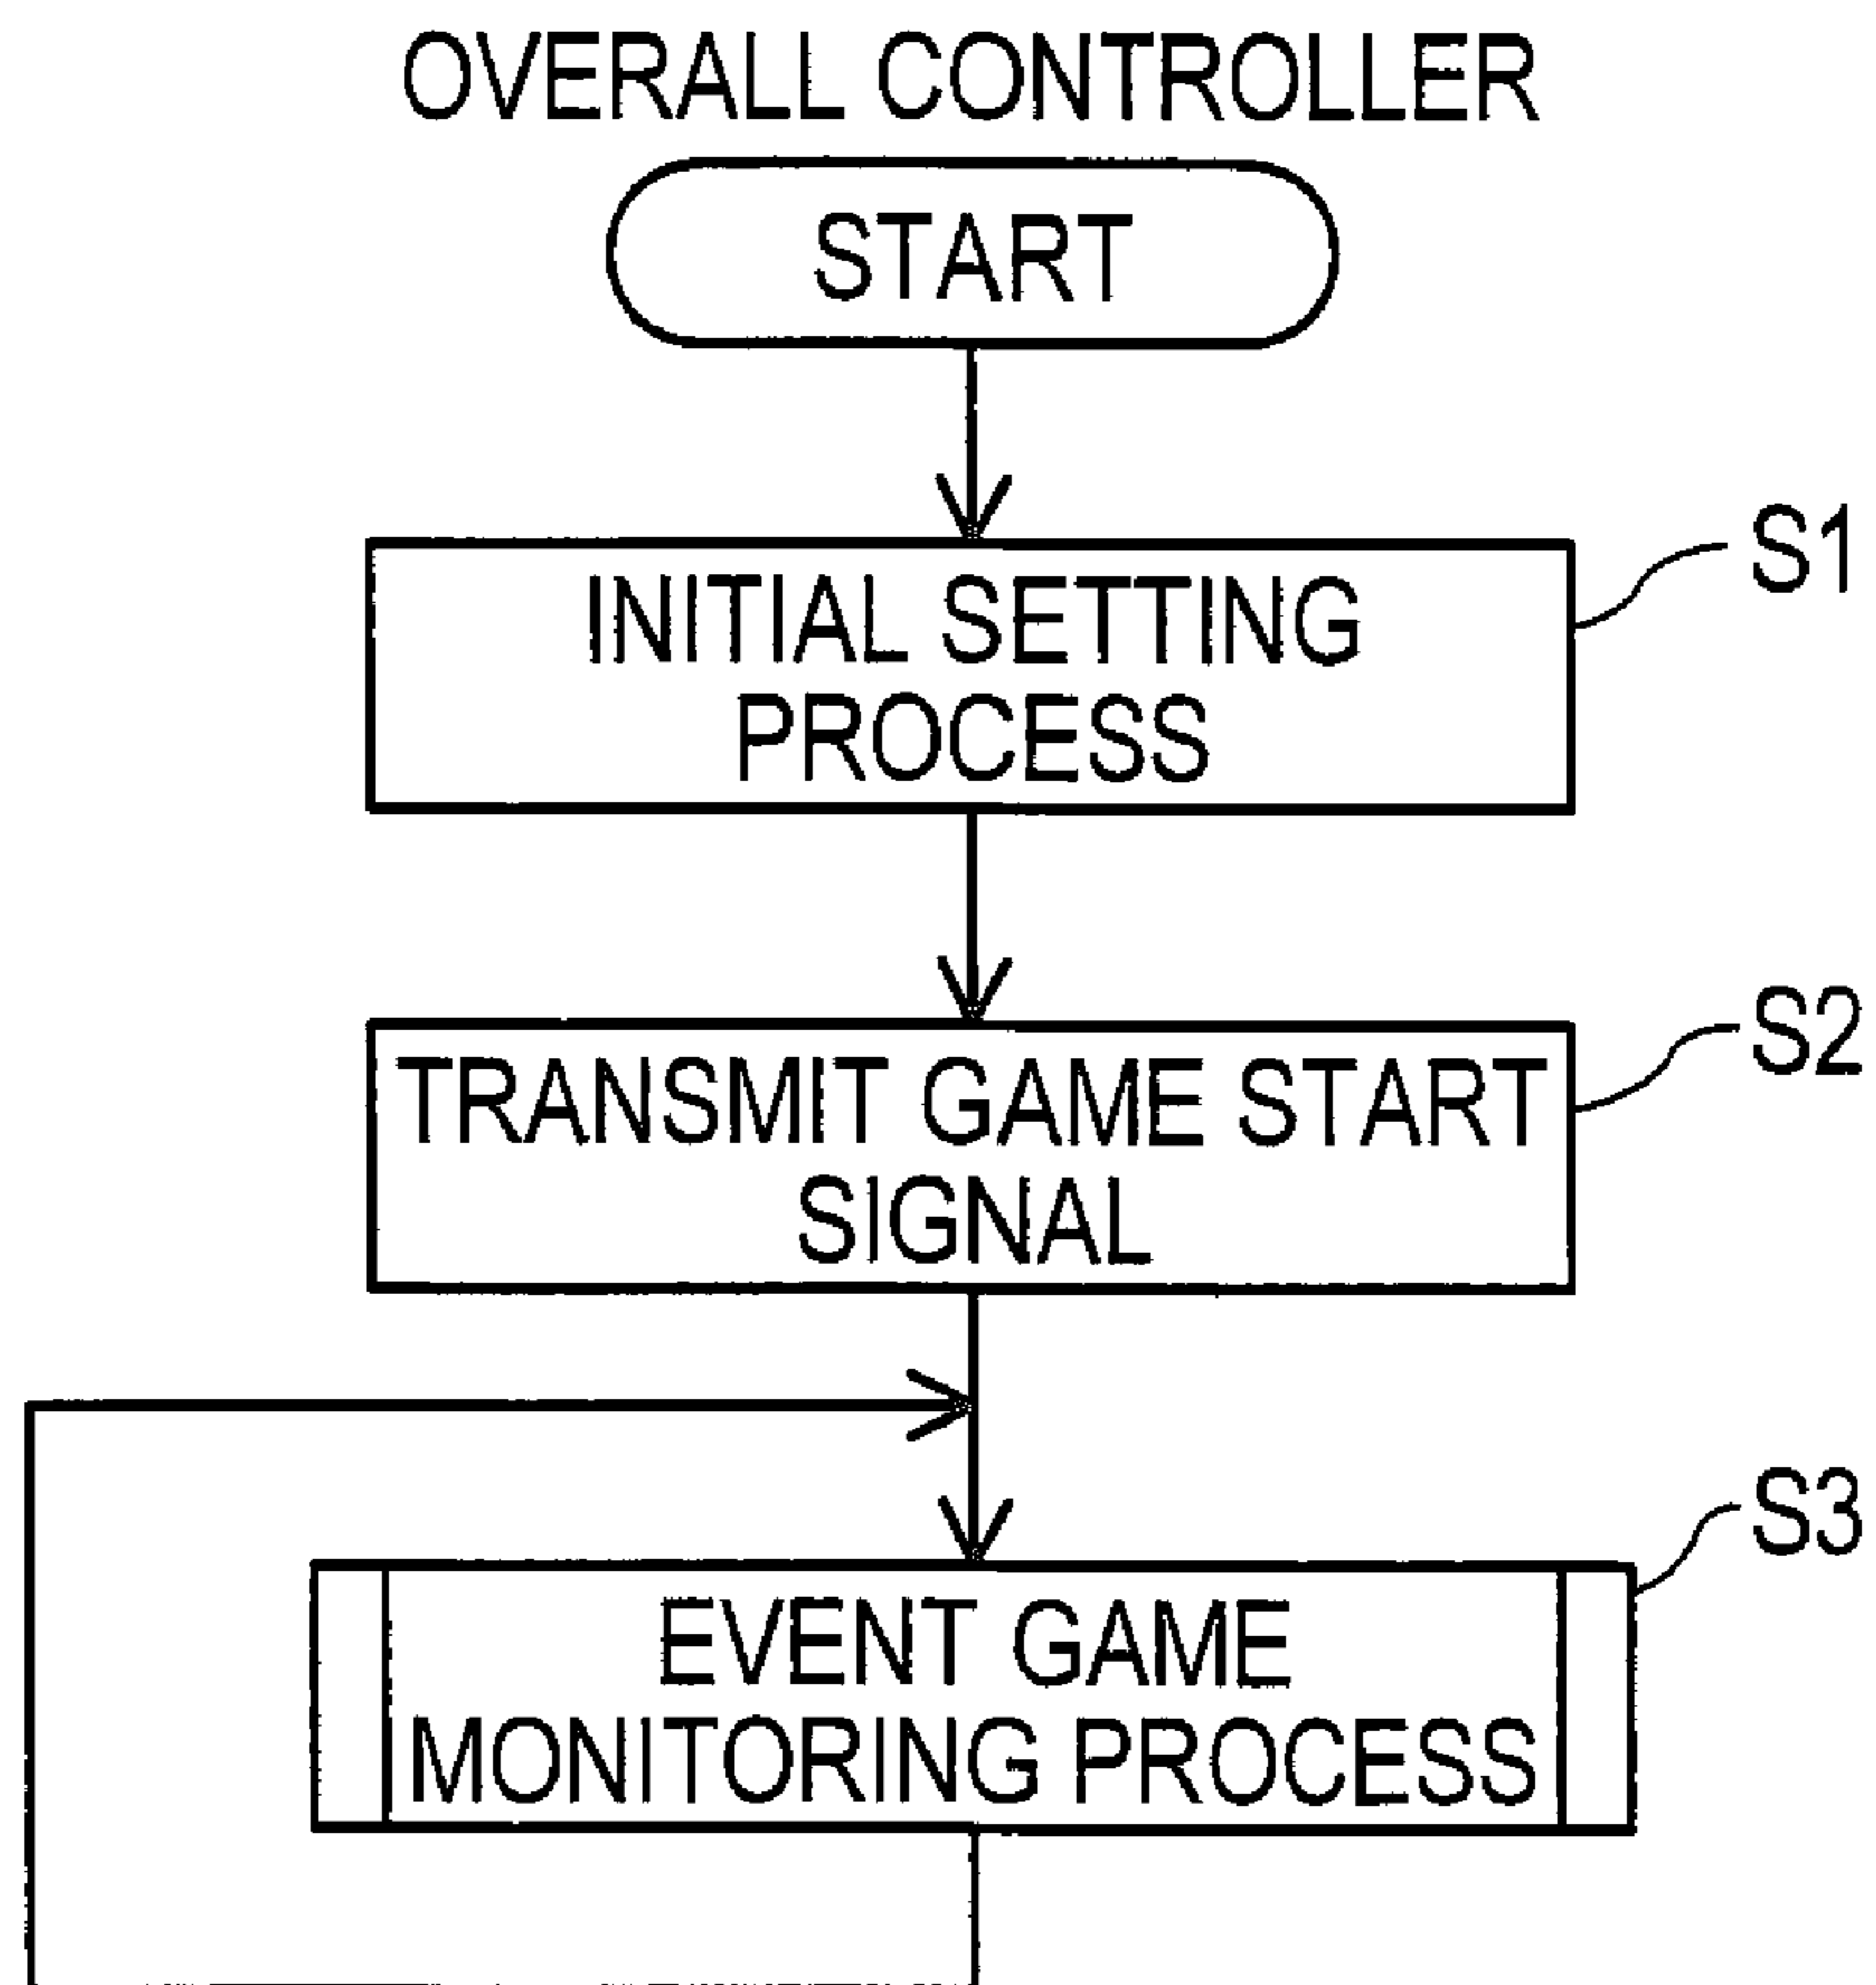 OVERALL CONTROLLER
START
INITIAL SETTING
PROCESS
S1
TRANSMIT GAME START
SIGNAL
S2
EVENT GAME
MONITORING PROCESS
S3